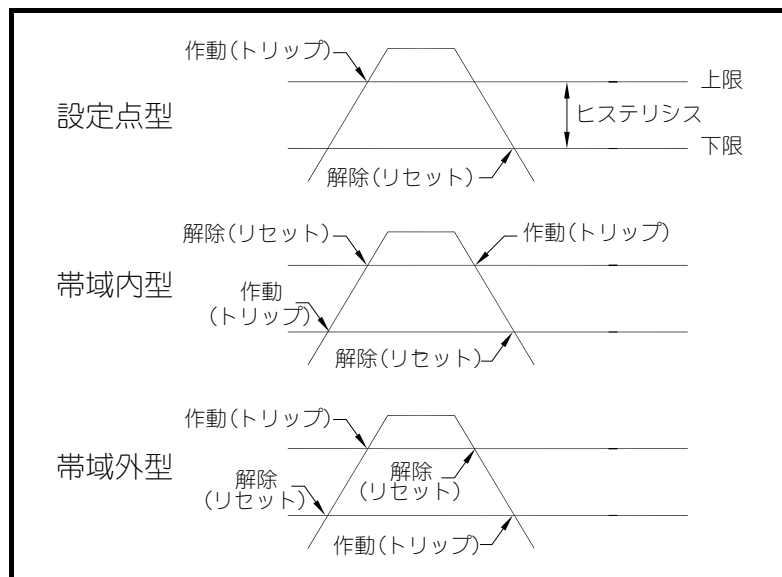 作動(トリップ)
上限
設定点型
ヒステリシス
下限
解除(リセット)
解除(リセット)
作動(トリップ)
帯域内型
作動
(トリップ)
解除(リセット)
作動(トリップ)
帯域外型
解除
(リセット)
解除
(リセット)
作動(トリップ)